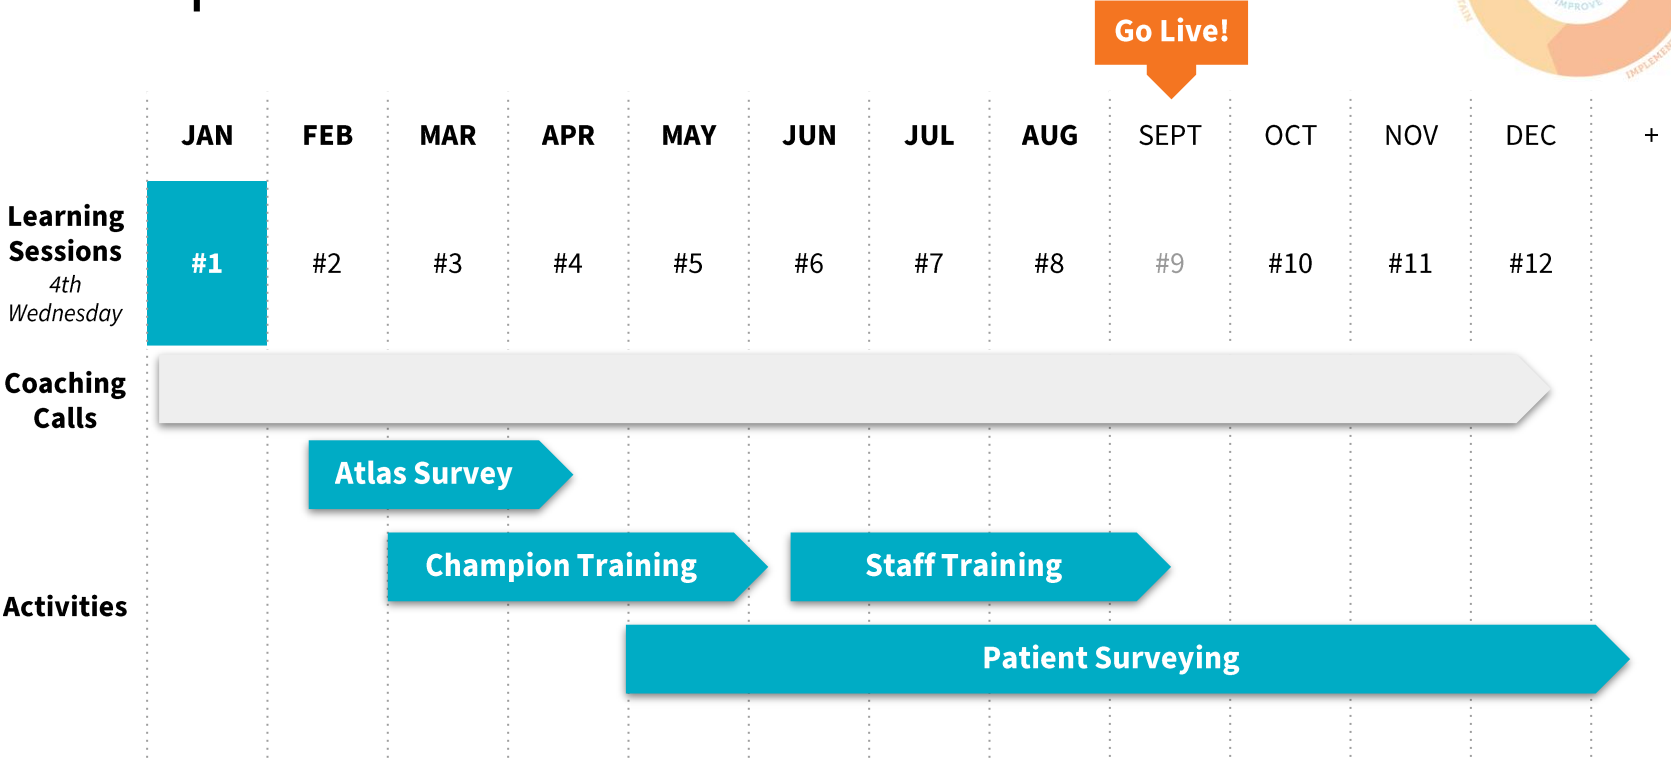 Go Live!
IMPROVE
JAN FEB MAR APR MAY JUN JUL AUG SEPT OCT NOV DEC +
Learning
Sessions
4th
Wednesday
#1 #2 #3 #4 #5 #6 #7 #8 #9 #10 #11 #12
Coaching
Calls
Atlas Survey
Champion Training Staff Training
Activities
Patient Surveying